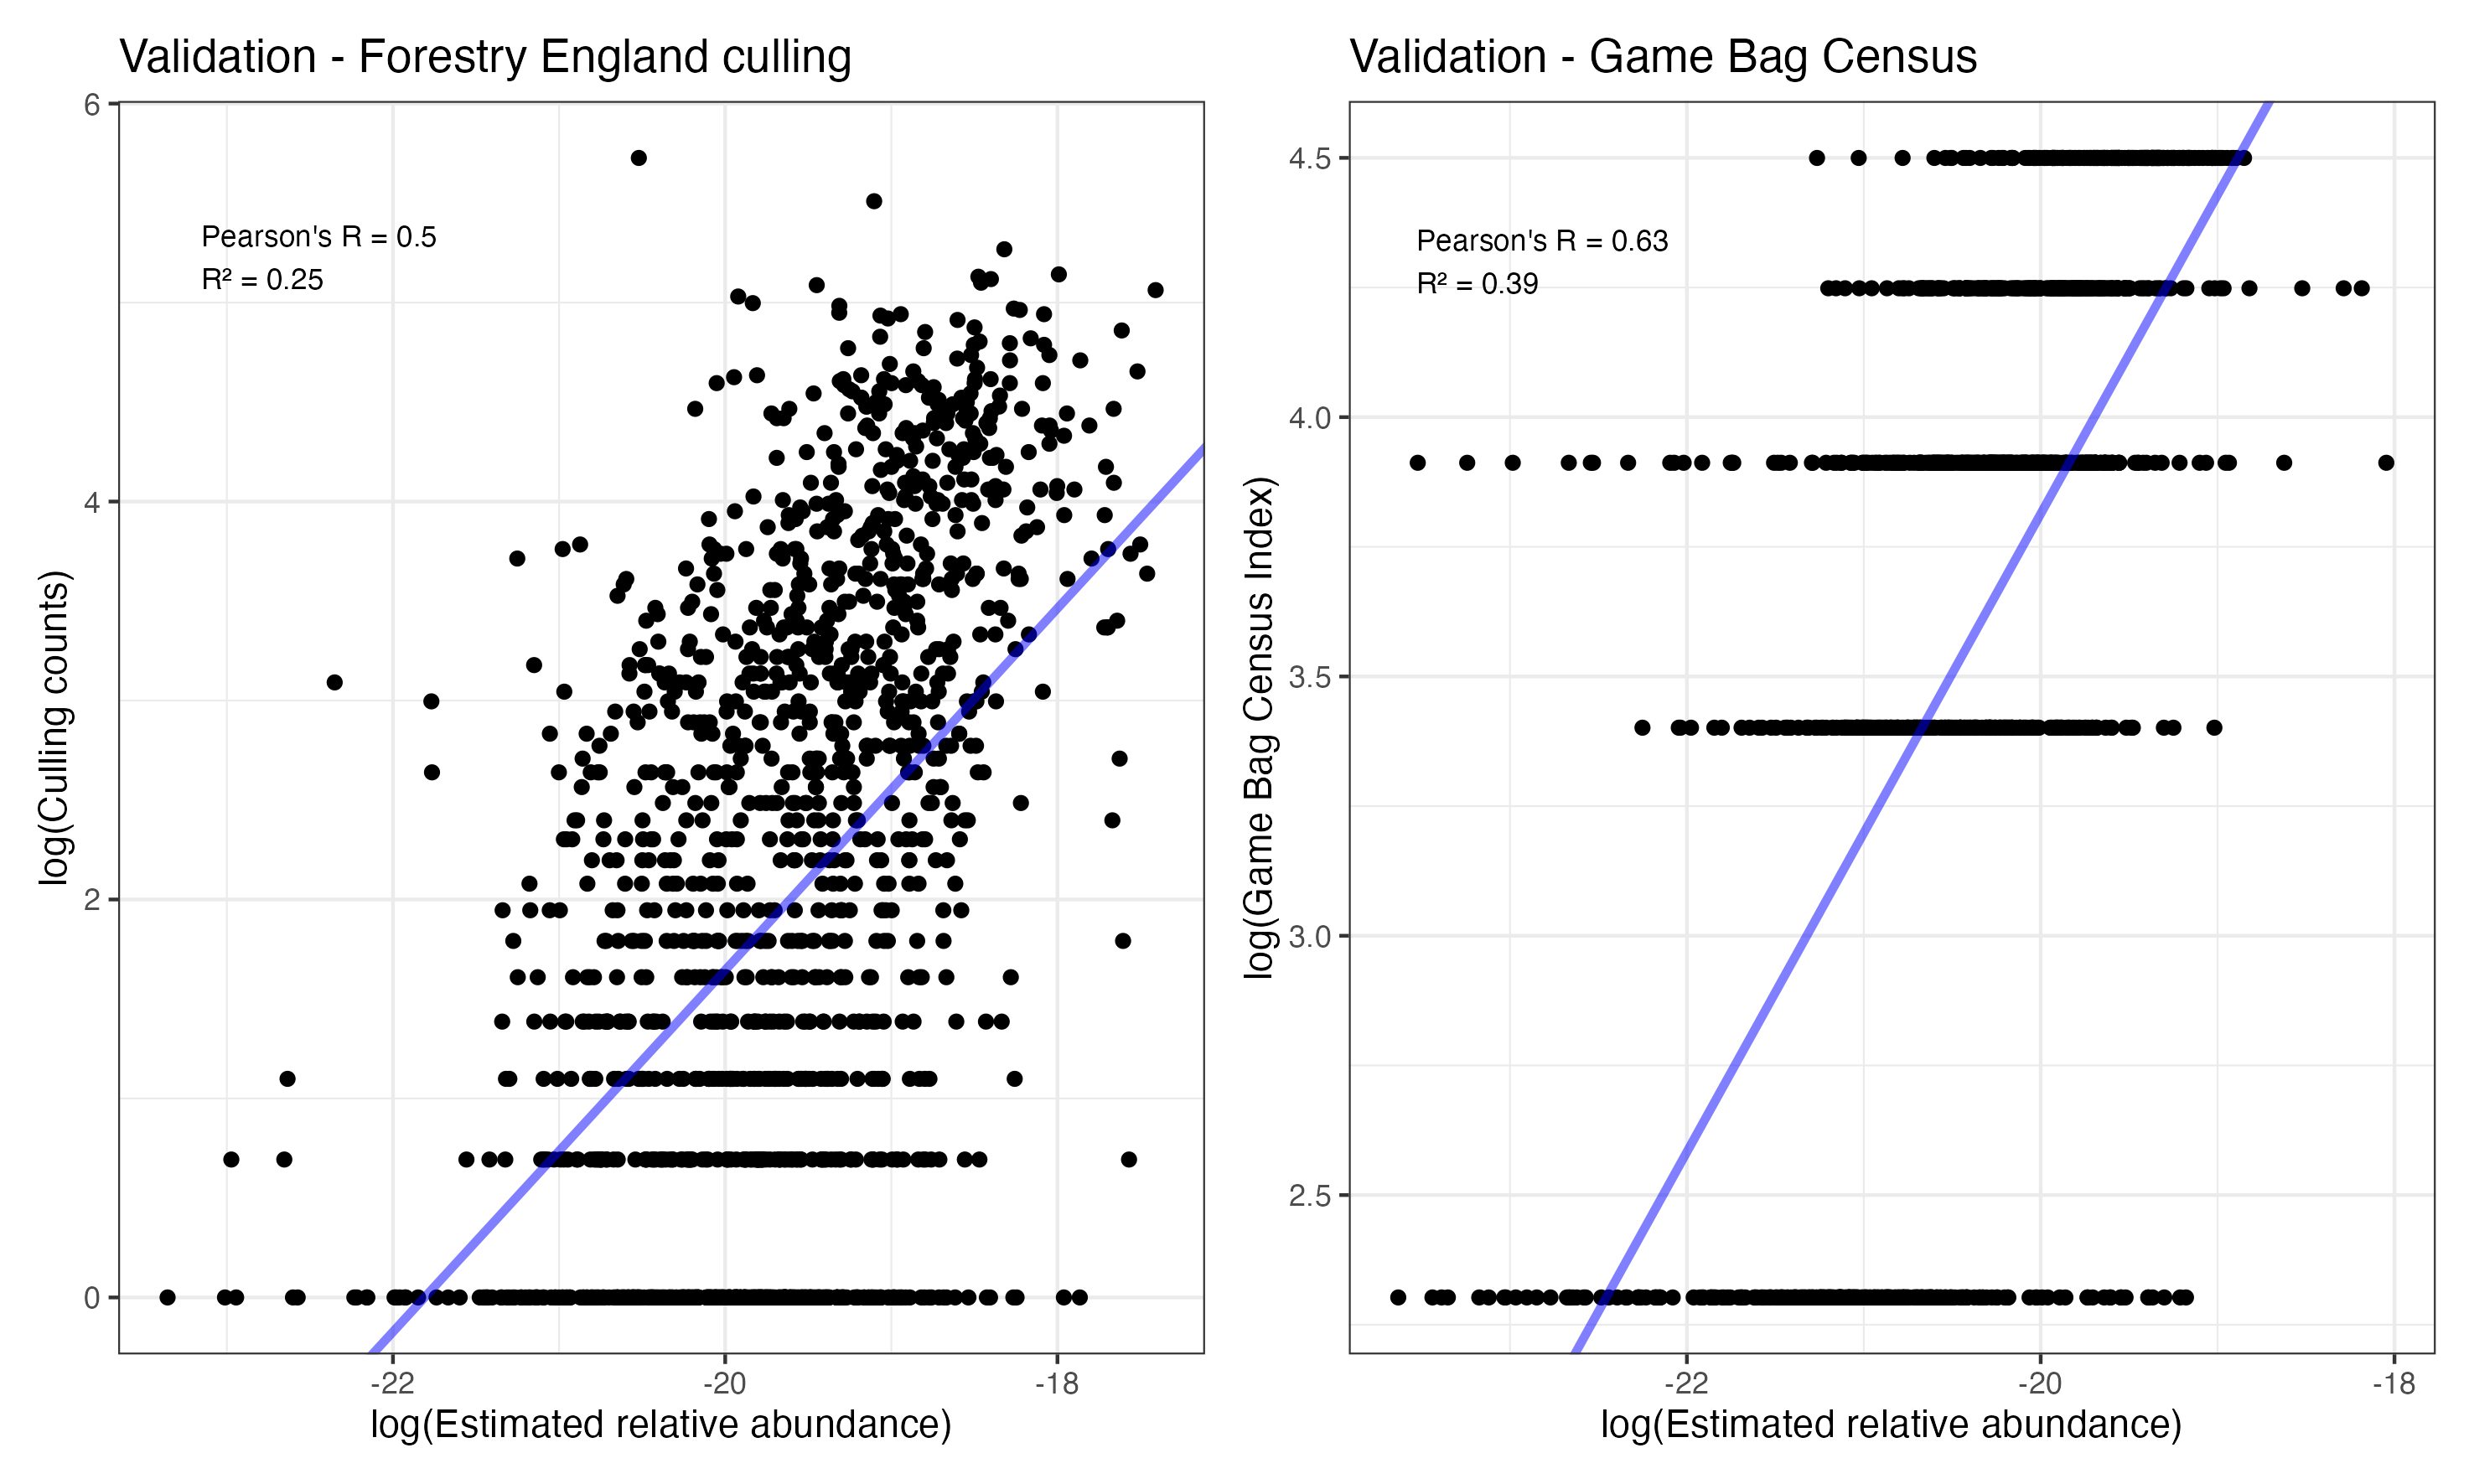 Validation - Forestry England culling
Pearson's R = 0.5
R² = 0.25
log(Culling counts)
6
4
2
0
-22
-20
-18
log(Estimated relative abundance)
Validation - Game Bag Census
Pearson's R = 0.63
R² = 0.39
log(Game Bag Census Index)
4.5
4.0
3.5
3.0
2.5
-22
-20
-18
log(Estimated relative abundance)